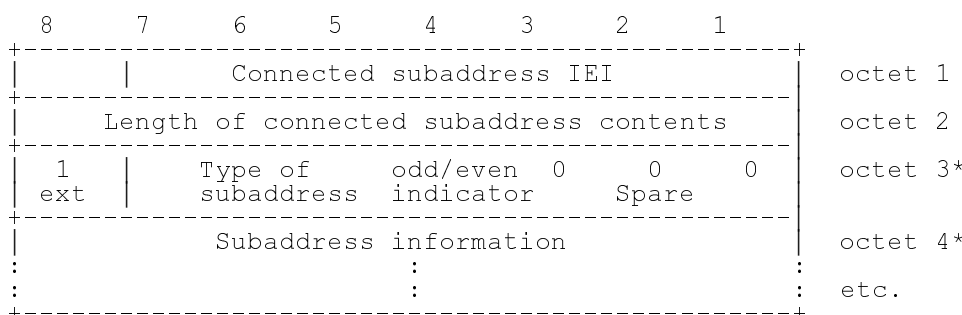 8 7 6 5 4 3 2 1
Connected subaddress IEI octet 1
Length of connected subaddress contents octet 2
1 Type of odd/even 0 0 0 octet 3*
ext subaddress indicator Spare
Subaddress information octet 4*
: : :
: : : etc.